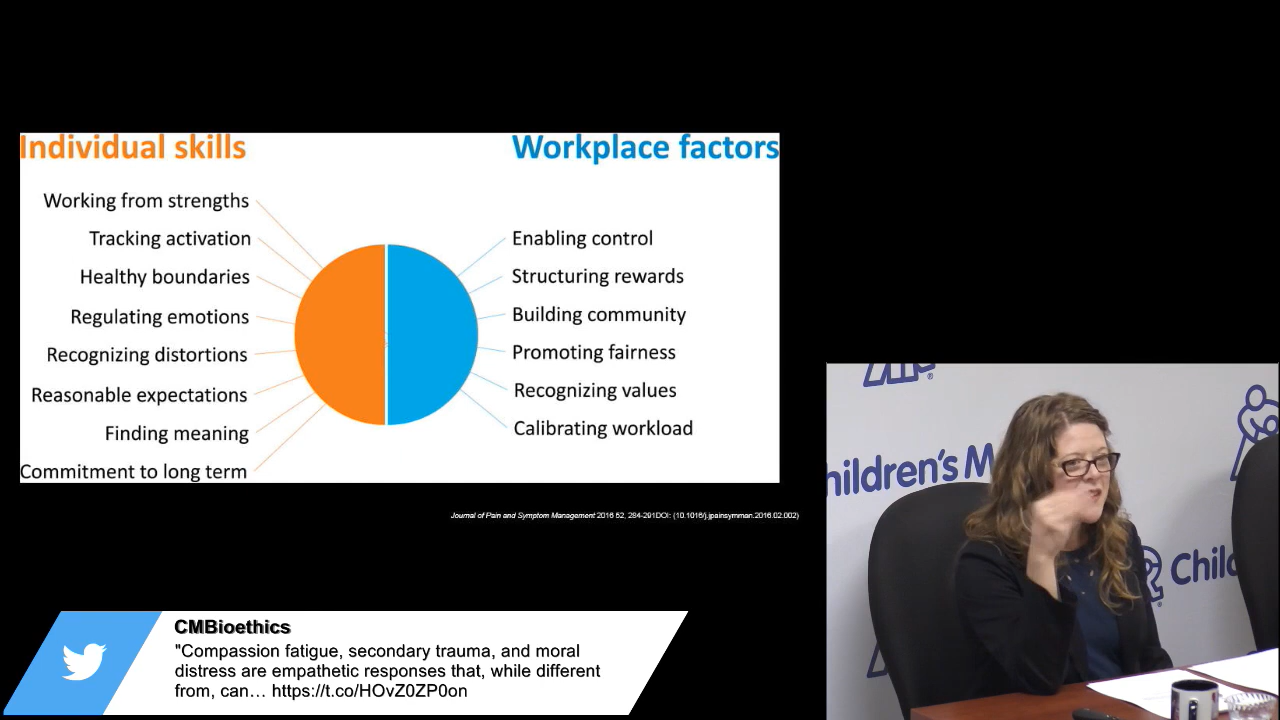 Individual skills
Working from strengths
Tracking activation
Healthy boundaries
Regulating emotions
Recognizing distortions
Reasonable expectations
Finding meaning
Commitment to long term
Workplace factors
Enabling control
Structuring rewards
Building community
Promoting fairness
Recognizing values
Calibrating workload
Journal of Pain and Symptom Management 2016 52, 284-291DOI: (10.1016/j.jpainsymman.2016.02.002)
CMBioethics
"Compassion fatigue, secondary trauma, and moral
distress are empathetic responses that, while different
from, can… https://t.co/HOvZ0ZP0on
®
hildren's M
® Chil